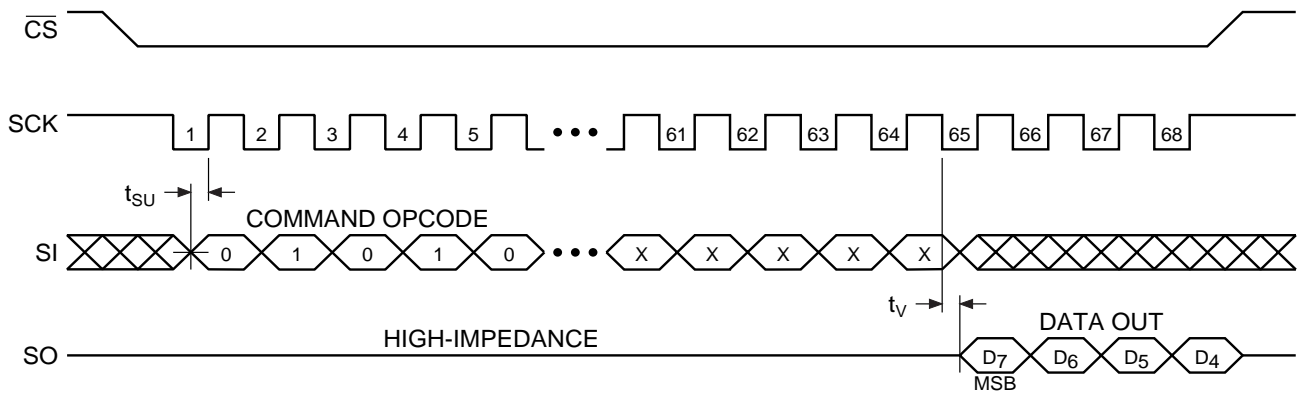 CS
SCK 1 2 3 4 5 ••• 61 62 63 64 65 66 67 68
tSU
COMMAND OPCODE
SI 0 1 0 1 0 ••• X X X X X
tV
HIGH-IMPEDANCE
DATA OUT
SO D7 D6 D5 D4
MSB